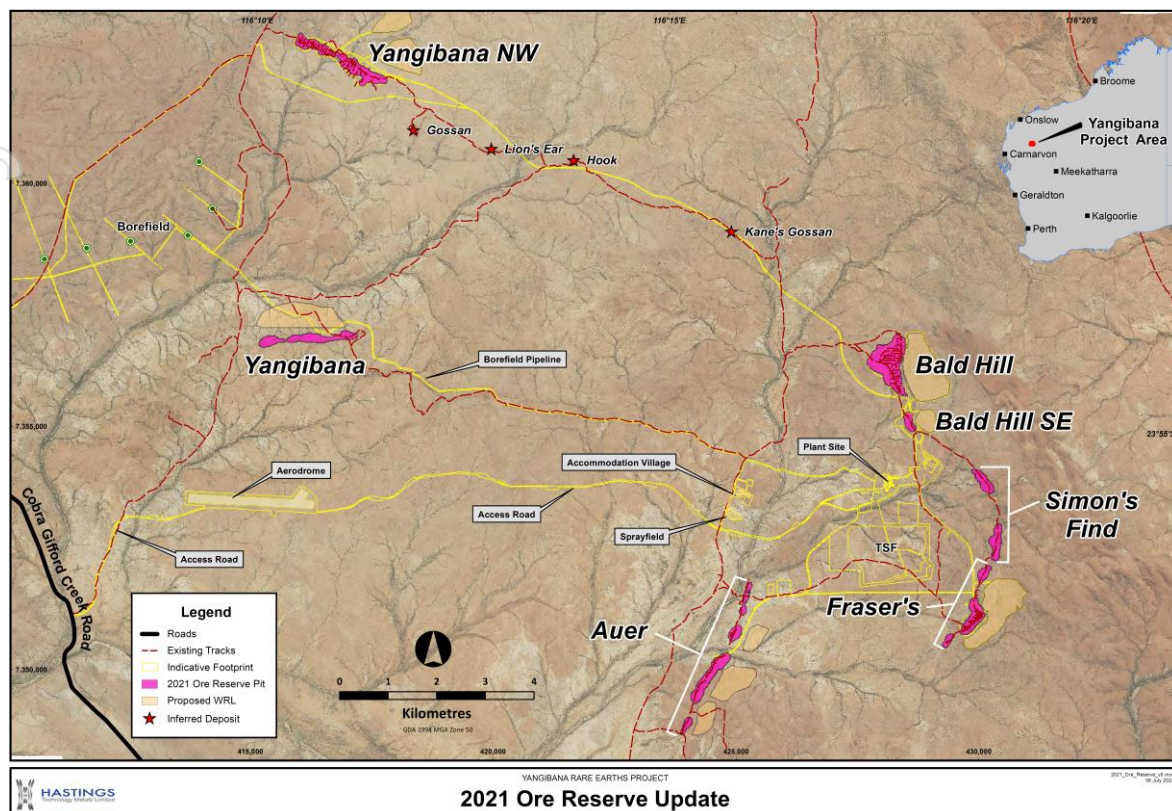 116°10'E
116°15'E
116°20'E
Yangibana NW
Gossan
Lion's Ear
Hook
Broome
Onslow
Yangibana
Project Area
Carnarvon
Meekatharra
Geraldton
Kalgoorlie
Perth
7,360,000
Borefield
Kane's Gossan
Yangibana
Borefield Pipeline
Bald Hill
Bald Hill SE
7,355,000
23°55'S
Aerodrome
Accommodation Village
Plant Site
Access Road
Simon's
Find
Sprayfield
Access Road
TSF
Cobra Gifford Creek Road
Fraser's
Auer
Legend
Roads
Existing Tracks
Indicative Footprint
2021 Ore Reserve Pit
Proposed WRL
Inferred Deposit
0 1 2 3 4
Kilometres
GDA 1994 MGA Zone 50
7,350,000
415,000
420,000
425,000
430,000
HASTINGS
Technology Metals Limited
YANGIBANA RARE EARTHS PROJECT
2021 Ore Reserve Update